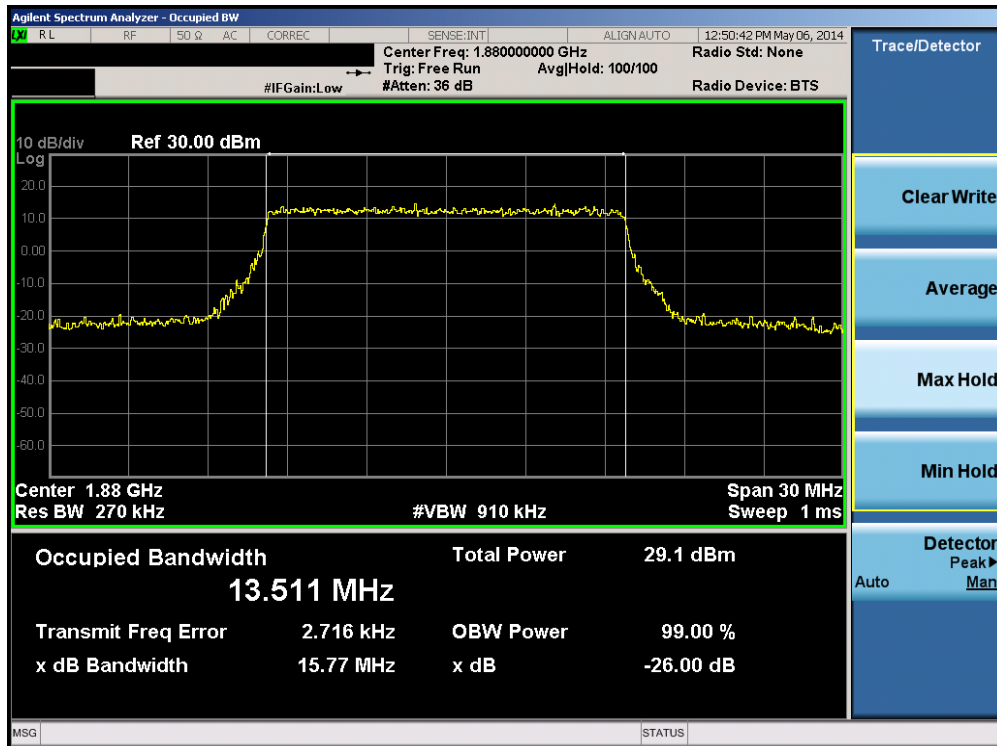 Agilent Spectrum Analyzer - Occupied BW
LXI RL RF 50 Ω AC CORREC SENSE:INT ALIGN AUTO 12:50:42 PM May 06, 2014
Center Freq: 1.880000000 GHz Radio Std: None
Trig: Free Run Avg|Hold: 100/100
#IFGain:Low #Atten: 36 dB Radio Device: BTS
Trace/Detector
10 dB/div Ref 30.00 dBm
Log
20.0
10.0
0.00
-10.0
-20.0
-30.0
-40.0
-50.0
-60.0
Center 1.88 GHz Span 30 MHz
Res BW 270 kHz #VBW 910 kHz Sweep 1 ms
Occupied Bandwidth Total Power 29.1 dBm
13.511 MHz
Transmit Freq Error 2.716 kHz OBW Power 99.00 %
x dB Bandwidth 15.77 MHz x dB -26.00 dB
Clear Write
Average
Max Hold
Min Hold
Detector
Peak▶
Auto Man
MSG STATUS